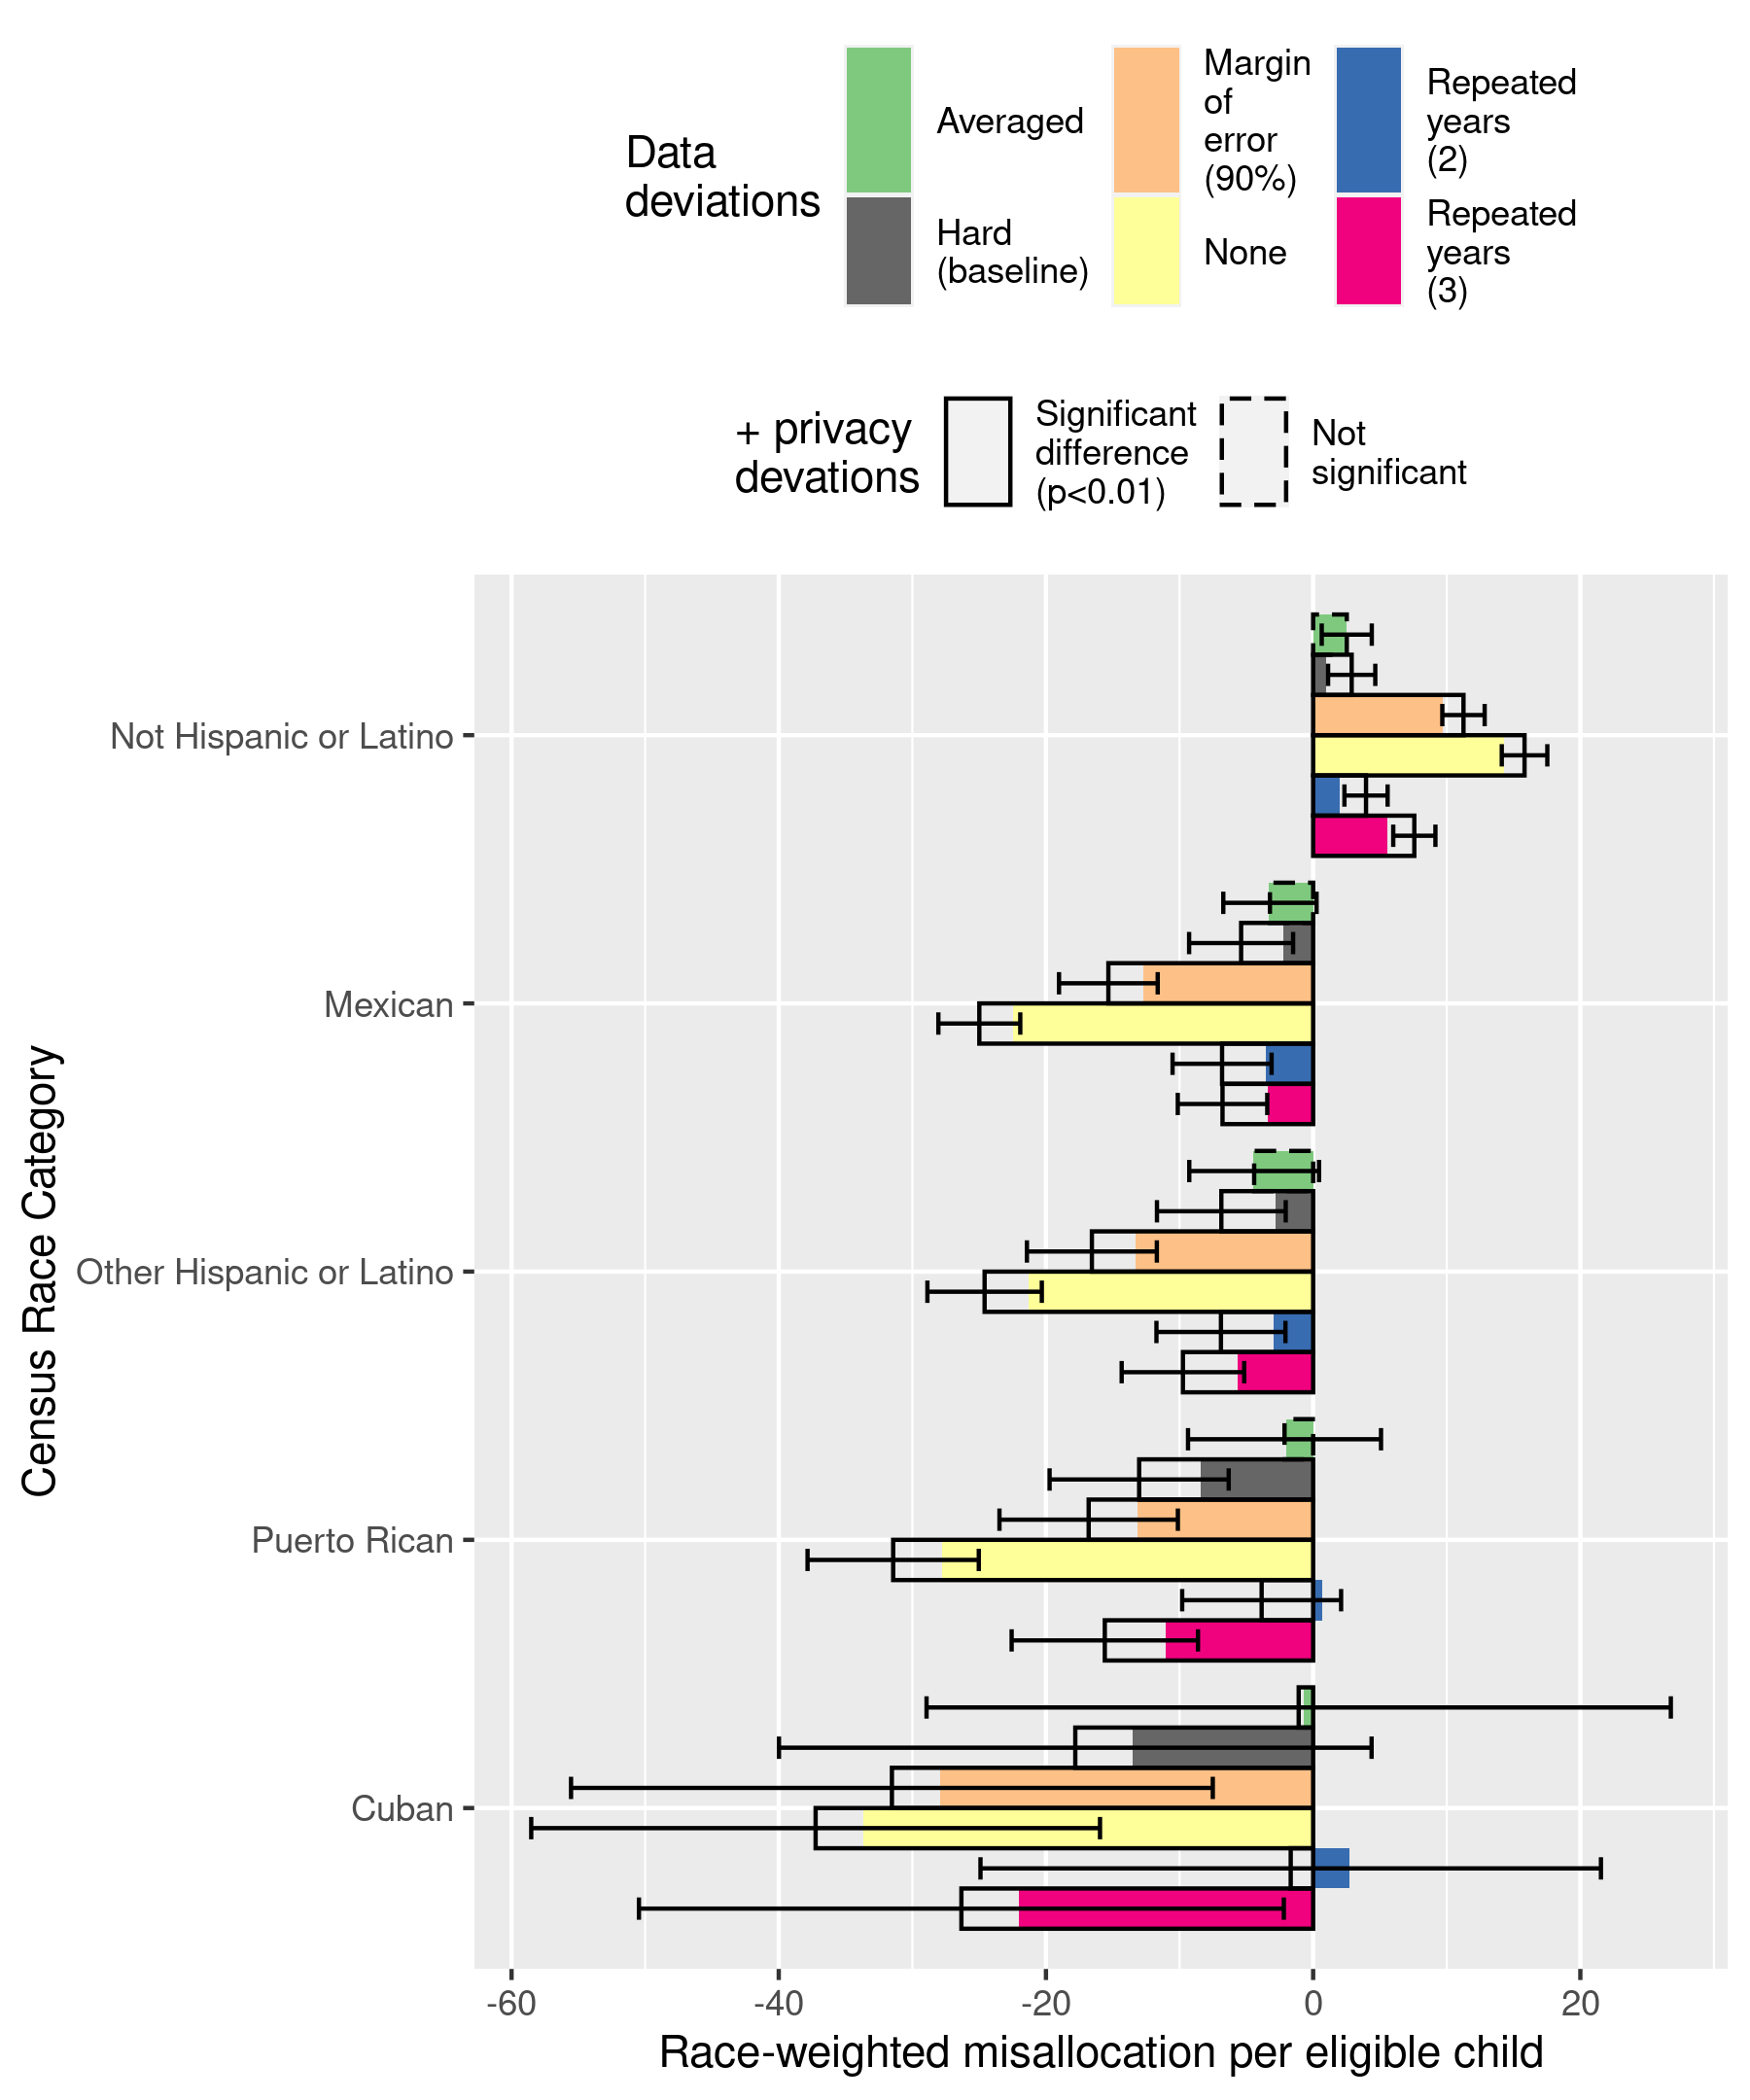 Data
deviations
Averaged
Hard
(baseline)
Margin
of
error
(90%)
None
Repeated
years
(2)
Repeated
years
(3)
+ privacy
devations
Significant
difference
(p<0.01)
Not
significant
Census Race Category
Not Hispanic or Latino
Mexican
Other Hispanic or Latino
Puerto Rican
Cuban
-60 -40 -20 0 20
Race-weighted misallocation per eligible child